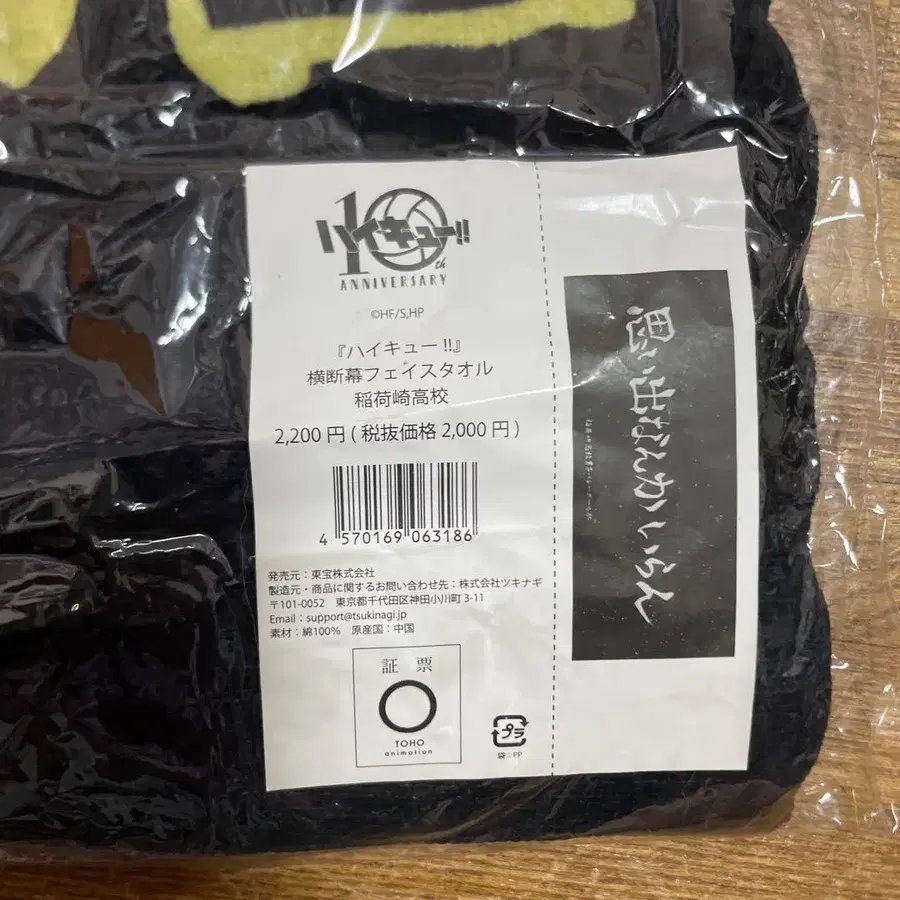 ハイキュー!!
10th
ANNIVERSARY
©HF/S,HP
『ハイキュー!!』
横断幕フェイスタオル
稲荷崎高校
2,200 円 ( 税抜価格 2,000 円 )
4 570169 063186
発売元：東宝株式会社
製造元・商品に関するお問い合わせ先：株式会社ツキナギ
〒101-0052 東京都千代田区神田小川町 3-11
Email：support@tsukinagi.jp
素材：綿100% 原産国：中国
証票
TOHO
animation
プラ
袋：PP
思い出なんかいらん